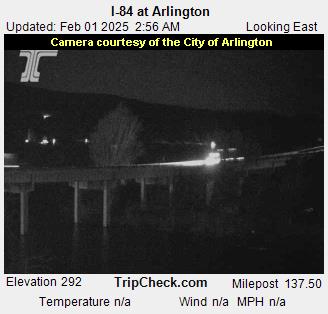 I-84 at Arlington
Updated: Feb 01 2025 2:56 AM Looking East
Camera courtesy of the City of Arlington
Elevation 292 TripCheck.com Milepost 137.50
Temperature n/a Wind n/a MPH n/a